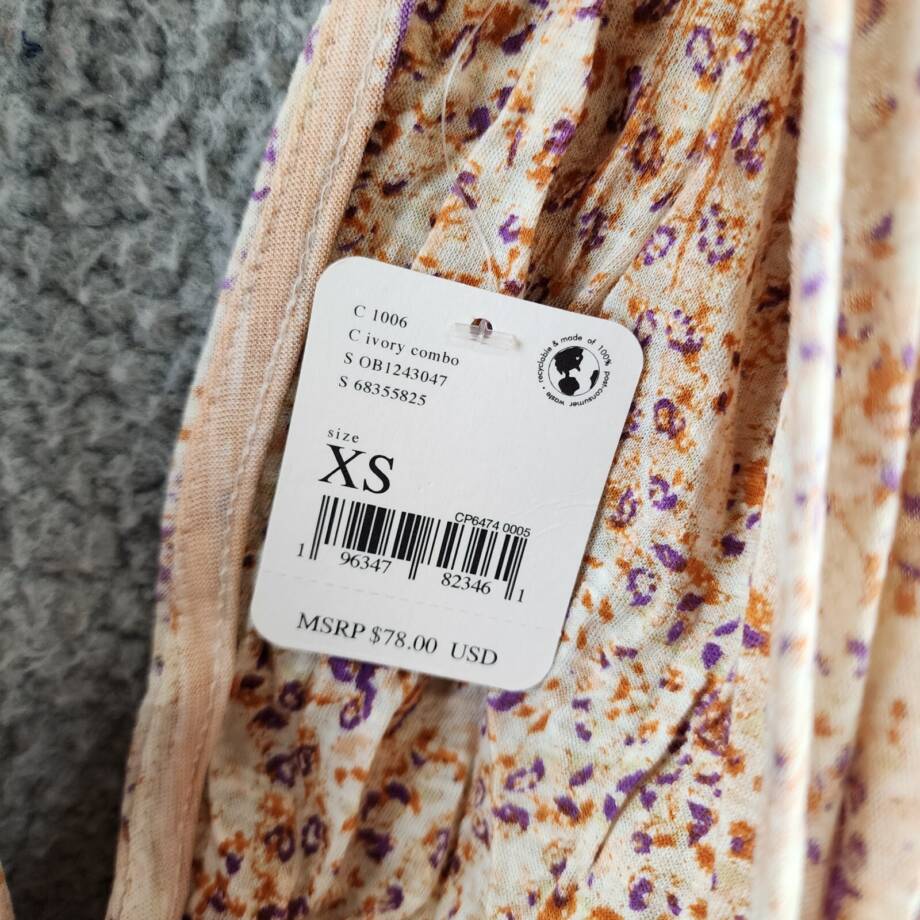 C 1006
C ivory combo
S OB1243047
S 68355825
recyclable & made of 100% post-consumer waste •
size
XS
CP6474 0005
1 96347 82346 1
MSRP $78.00 USD